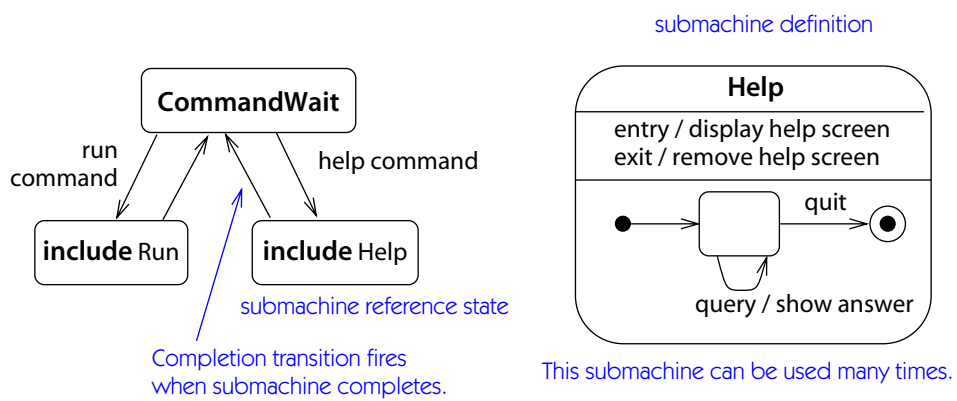 submachine definition
CommandWait
run
command
help command
include Run
include Help
submachine reference state
Completion transition fires
when submachine completes.
Help
entry / display help screen
exit / remove help screen
quit
query / show answer
This submachine can be used many times.